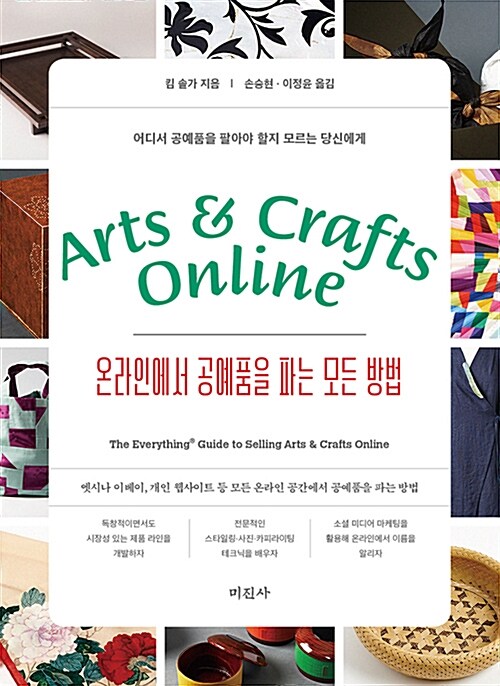 킴 솔가 지음 | 손승현 · 이정윤 옮김
어디서 공예품을 팔아야 할지 모르는 당신에게
Arts & Crafts
Online
온라인에서 공예품을 파는 모든 방법
The Everything® Guide to Selling Arts & Crafts Online
엣시나 이베이, 개인 웹사이트 등 모든 온라인 공간에서 공예품을 파는 방법
독창적이면서도
시장성 있는 제품 라인을
개발하자
전문적인
스타일링·사진·카피라이팅
테크닉을 배우자
소셜 미디어 마케팅을
활용해 온라인에서 이름을
알리자
미진사